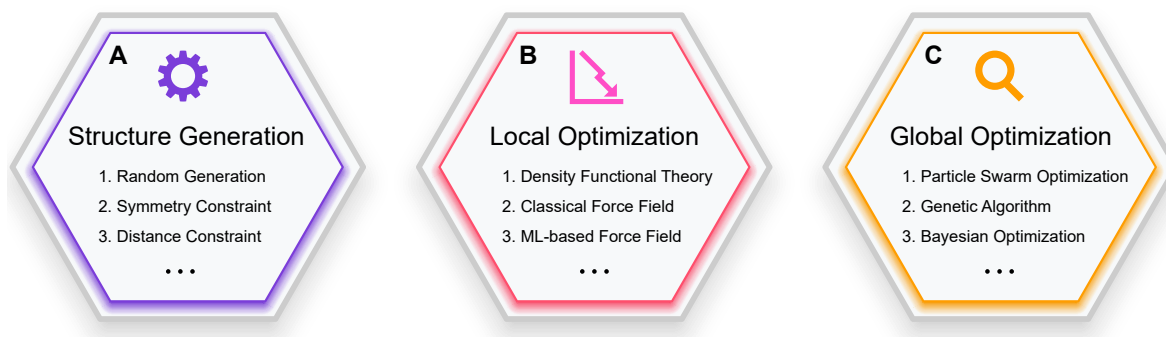 A
Structure Generation
1. Random Generation
2. Symmetry Constraint
3. Distance Constraint
...
B
Local Optimization
1. Density Functional Theory
2. Classical Force Field
3. ML-based Force Field
...
C
Global Optimization
1. Particle Swarm Optimization
2. Genetic Algorithm
3. Bayesian Optimization
...